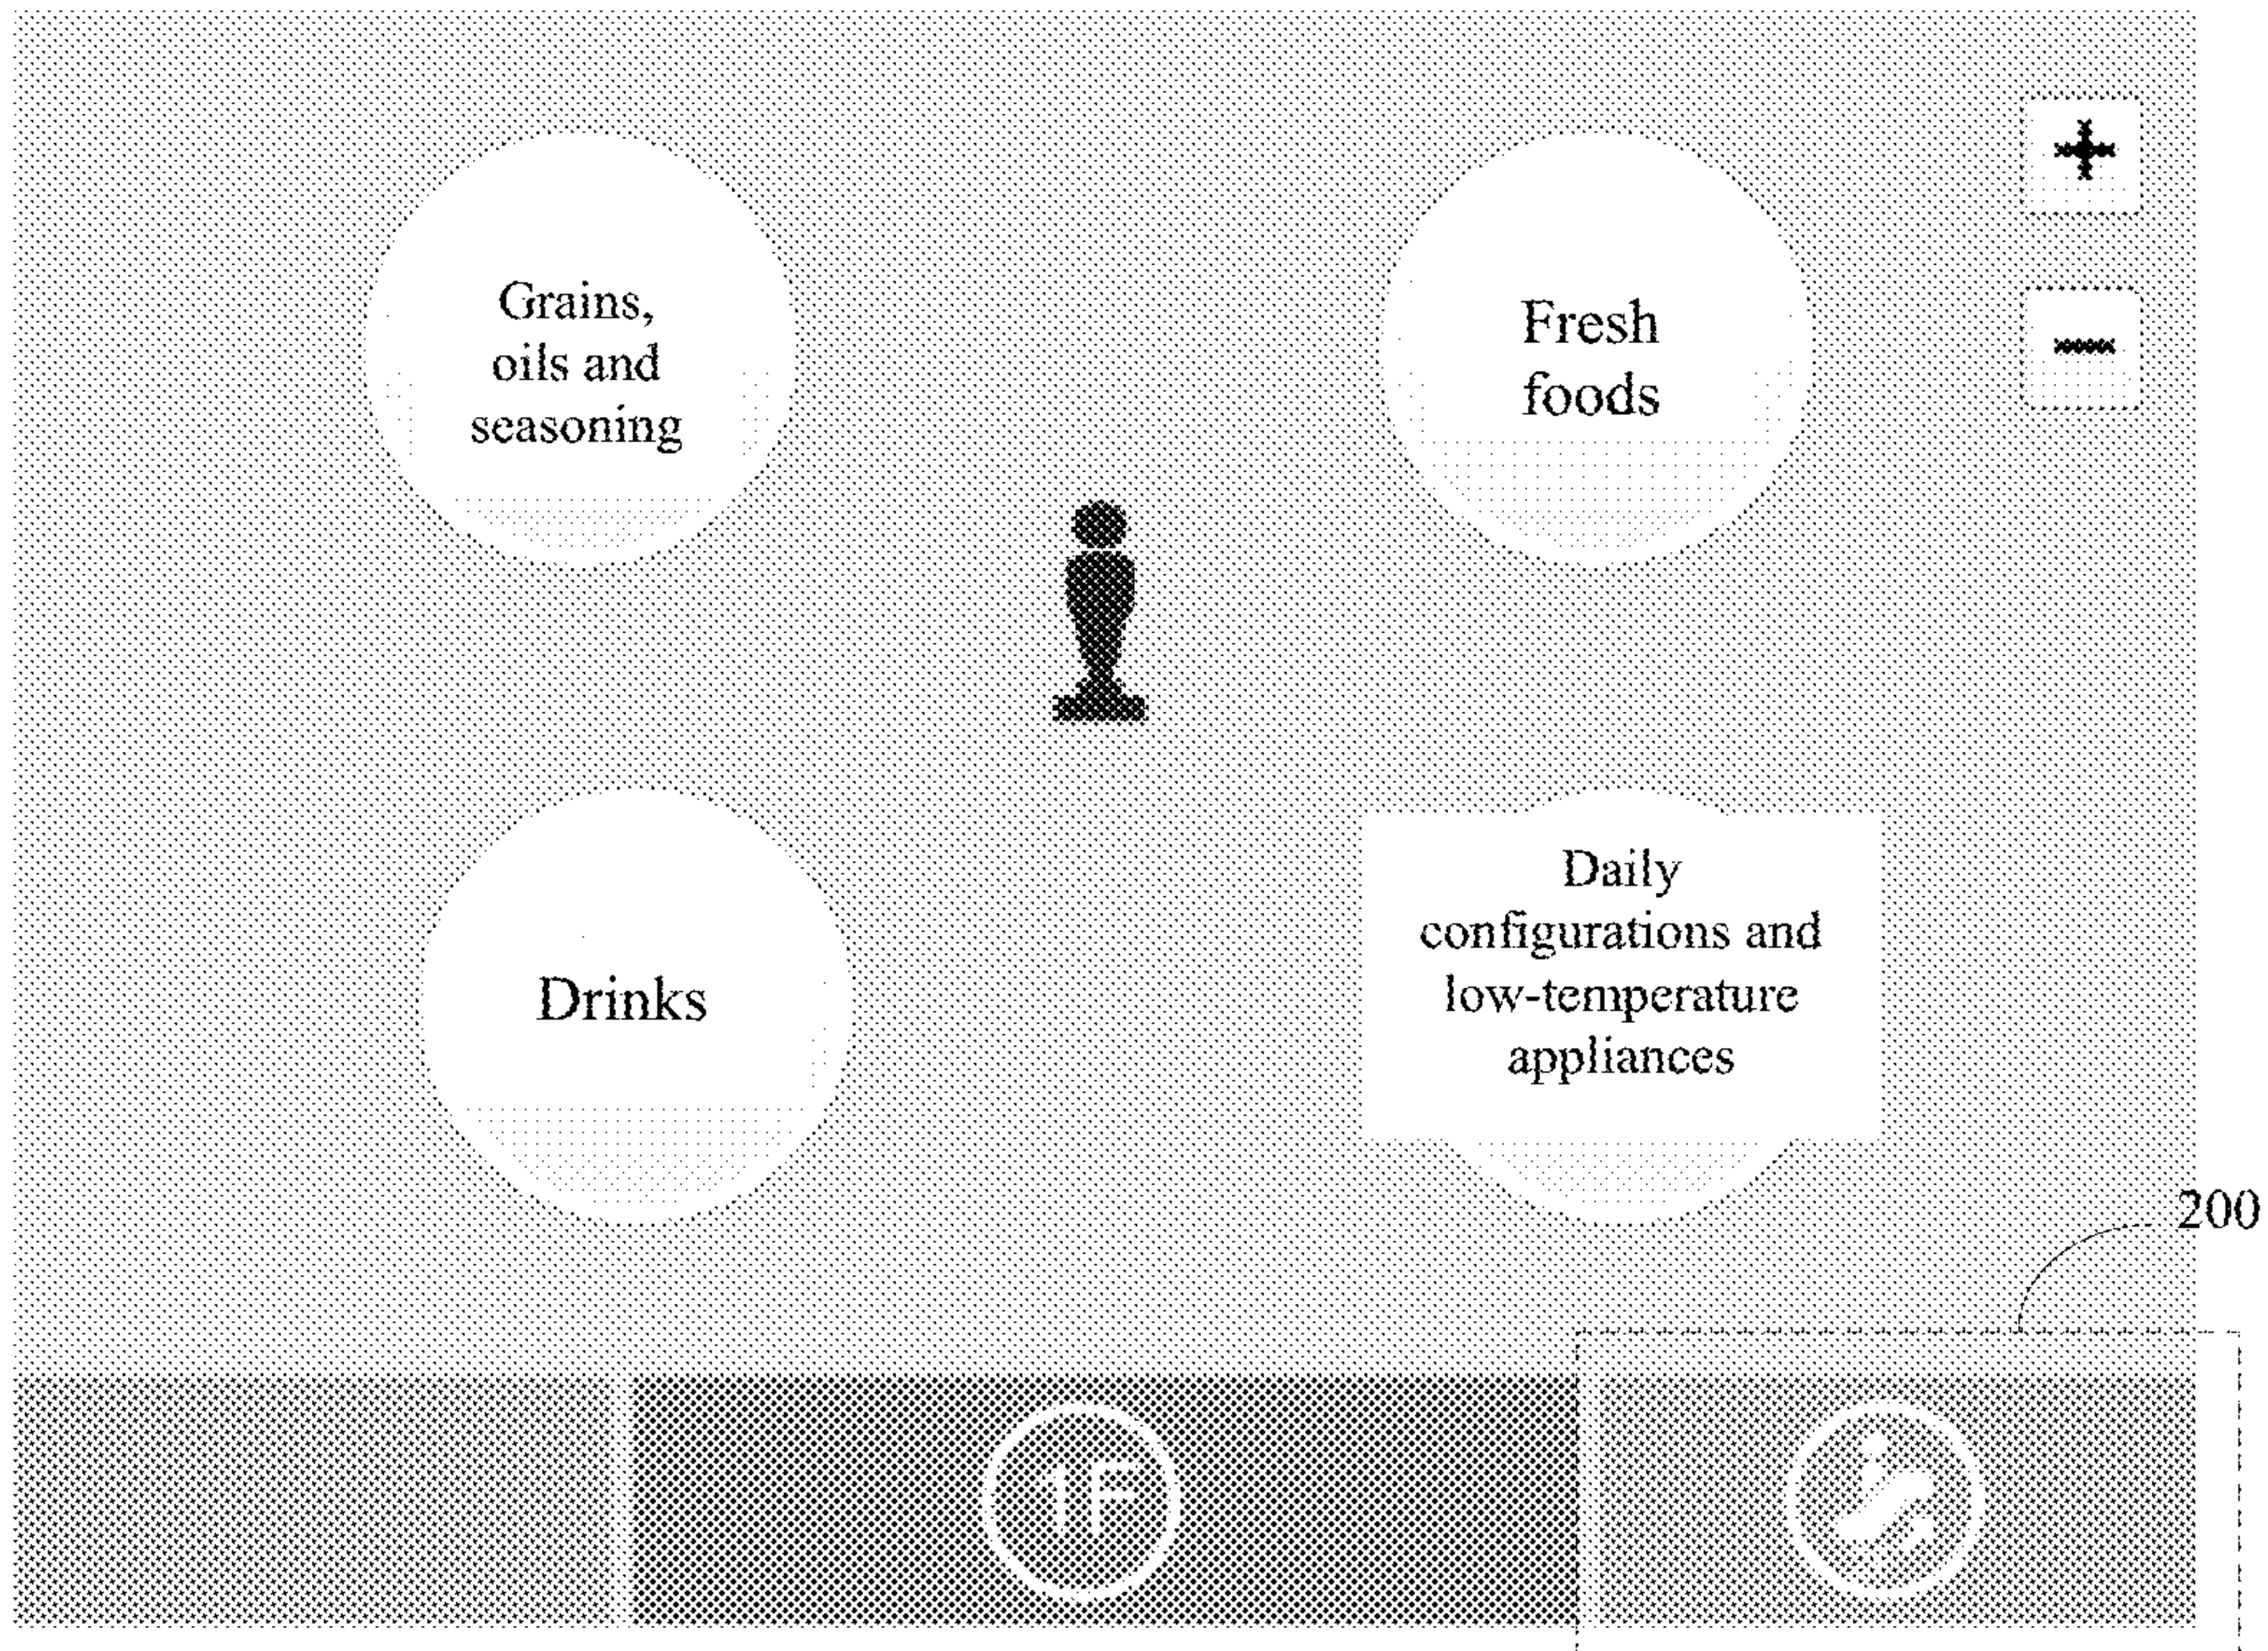 Grains,
oils and
seasoning
Fresh
foods
+
-
Drinks
Daily
configurations and
low-temperature
appliances
200
1F